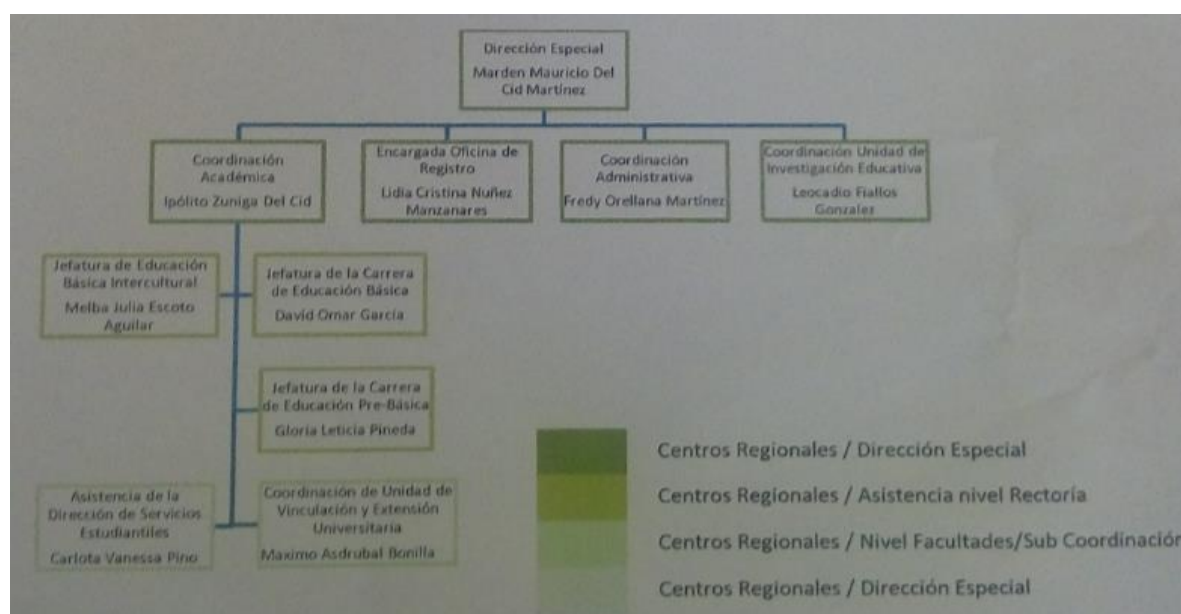 Dirección Especial
Marden Mauricio Del
Cid Martínez
Coordinación
Académica
Ipólito Zuniga Del Cid
Encargada Oficina de
Registro
Lidia Cristina Nuñez
Manzanares
Coordinación
Administrativa
Fredy Orellana Martínez
Coordinación Unidad de
Investigación Educativa
Leocadio Fiallos
Gonzalez
Jefatura de Educación
Básica Intercultural
Melba Julia Escoto
Aguilar
Jefatura de la Carrera
de Educación Básica
David Omar García
Jefatura de la Carrera
de Educación Pre-Básica
Gloria Leticia Pineda
Asistencia de la
Dirección de Servicios
Estudiantiles
Carlota Vanessa Pino
Coordinación de Unidad de
Vinculación y Extensión
Universitaria
Maximo Asdrubal Bonilla
Centros Regionales / Dirección Especial
Centros Regionales / Asistencia nivel Rectoría
Centros Regionales / Nivel Facultades/Sub Coordinación
Centros Regionales / Dirección Especial